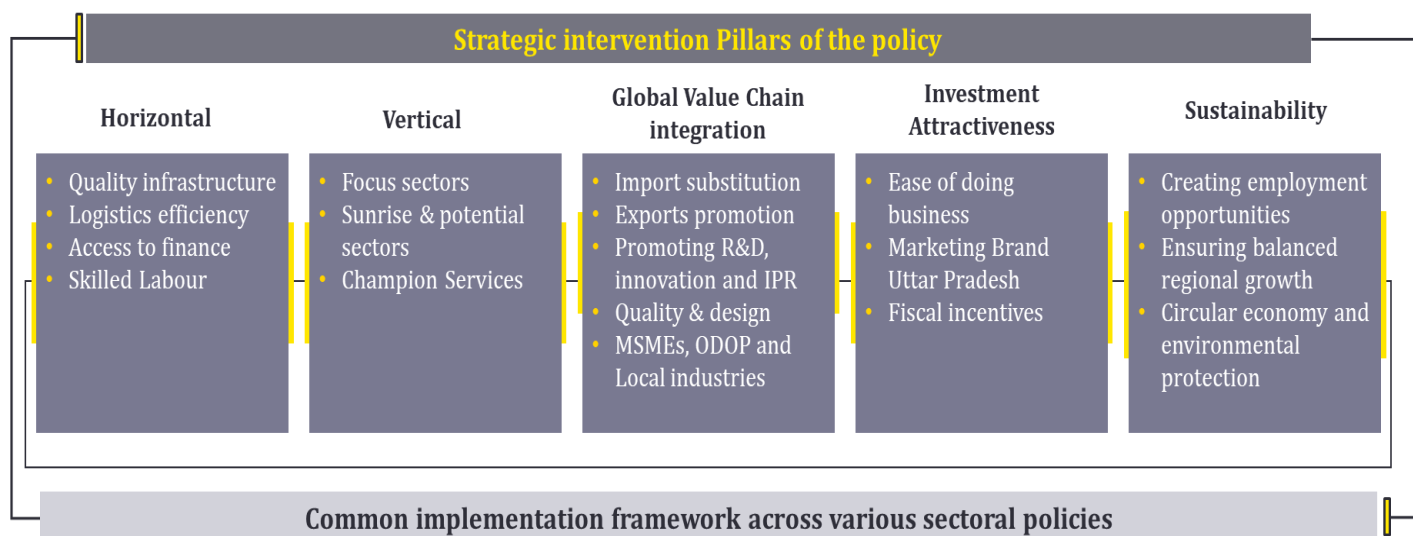 Strategic intervention Pillars of the policy
Horizontal
• Quality infrastructure
• Logistics efficiency
• Access to finance
• Skilled Labour
Vertical
• Focus sectors
• Sunrise & potential
sectors
• Champion Services
Global Value Chain
integration
• Import substitution
• Exports promotion
• Promoting R&D,
innovation and IPR
• Quality & design
• MSMEs, ODOP and
Local industries
Investment
Attractiveness
• Ease of doing
business
• Marketing Brand
Uttar Pradesh
• Fiscal incentives
Sustainability
• Creating employment
opportunities
• Ensuring balanced
regional growth
• Circular economy and
environmental
protection
Common implementation framework across various sectoral policies